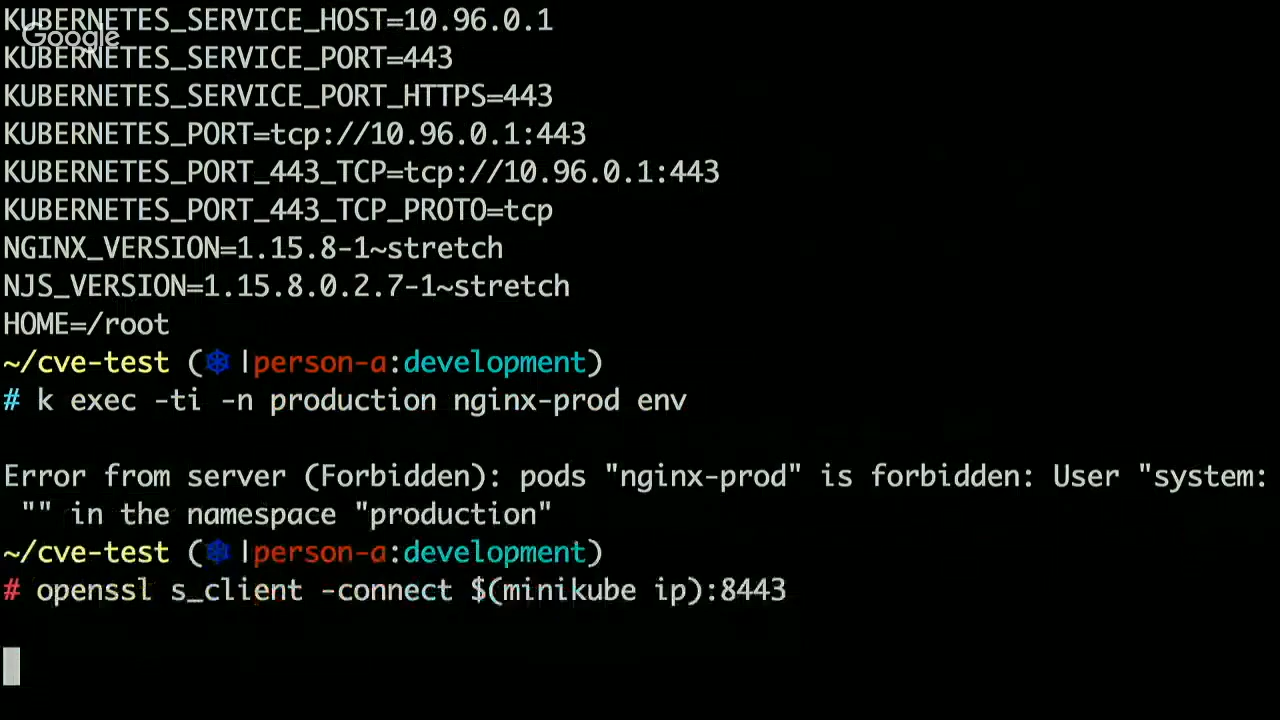 KUBERNETES_SERVICE_HOST=10.96.0.1
Google
KUBERNETES_SERVICE_PORT=443
KUBERNETES_SERVICE_PORT_HTTPS=443
KUBERNETES_PORT=tcp://10.96.0.1:443
KUBERNETES_PORT_443_TCP=tcp://10.96.0.1:443
KUBERNETES_PORT_443_TCP_PROTO=tcp
NGINX_VERSION=1.15.8-1~stretch
NJS_VERSION=1.15.8.0.2.7-1~stretch
HOME=/root
~/cve-test (⎈ |person-a:development)
# k exec -ti -n production nginx-prod env
Error from server (Forbidden): pods "nginx-prod" is forbidden: User "system:
"" in the namespace "production"
~/cve-test (⎈ |person-a:development)
# openssl s_client -connect $(minikube ip):8443